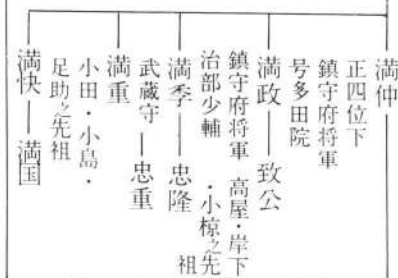 満仲
正四位下
鎮守府将軍
号多田院
満政―致公
鎮守府将軍 高屋・岸下
治部少輔 ・小椋之先祖
満季―忠隆
武蔵守―忠重
満重
小田・小島・
足助之先祖
満快―満国